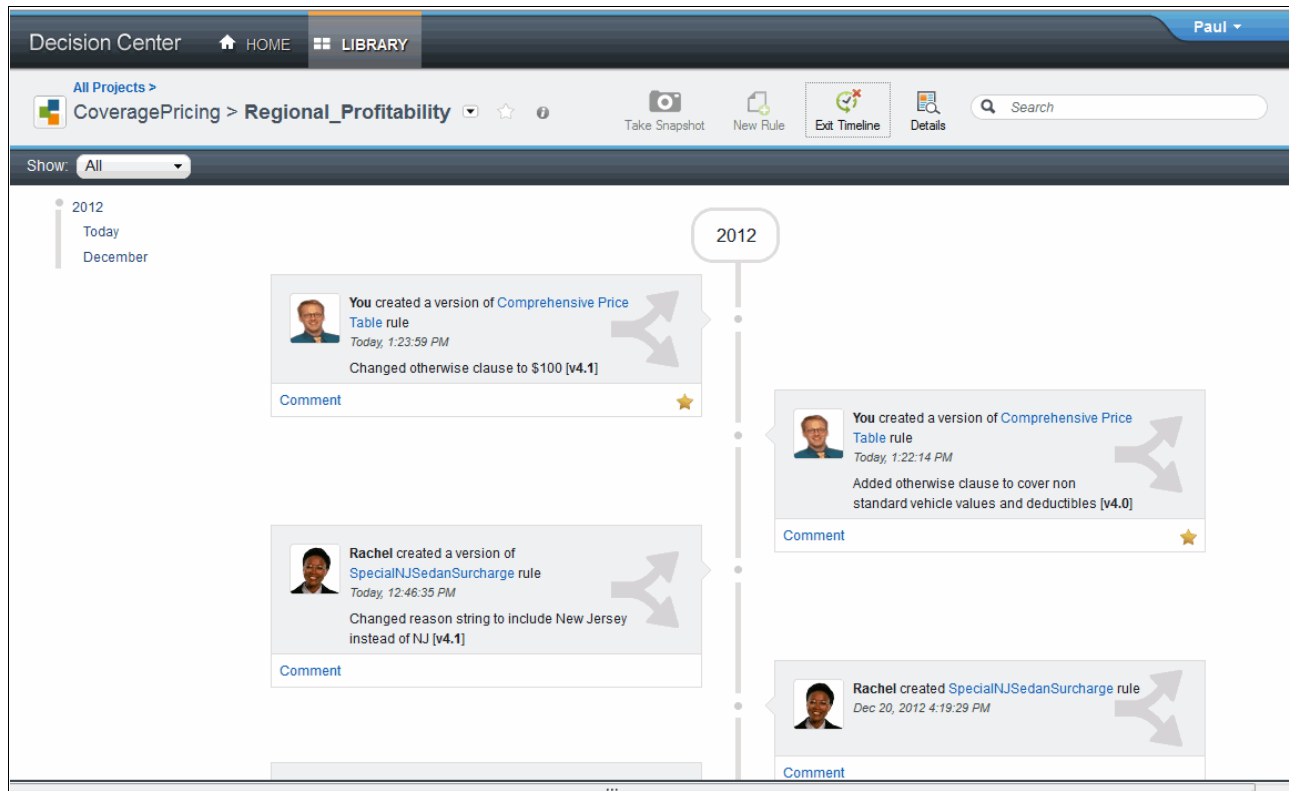 Paul
Decision Center
HOME
LIBRARY
All Projects >
CoveragePricing > Regional_Profitability
Take Snapshot
New Rule
Exit Timeline
Details
Search
Show:
All
2012
Today
December
2012
You created a version of Comprehensive Price
Table rule
Today, 1:23:59 PM
Changed otherwise clause to $100 [v4.1]
Comment
You created a version of Comprehensive Price
Table rule
Today, 1:22:14 PM
Added otherwise clause to cover non
standard vehicle values and deductibles [v4.0]
Comment
Rachel created a version of
SpecialNJSedanSurcharge rule
Today, 12:46:35 PM
Changed reason string to include New Jersey
instead of NJ [v4.1]
Comment
Rachel created SpecialNJSedanSurcharge rule
Dec 20, 2012 4:19:29 PM
Comment